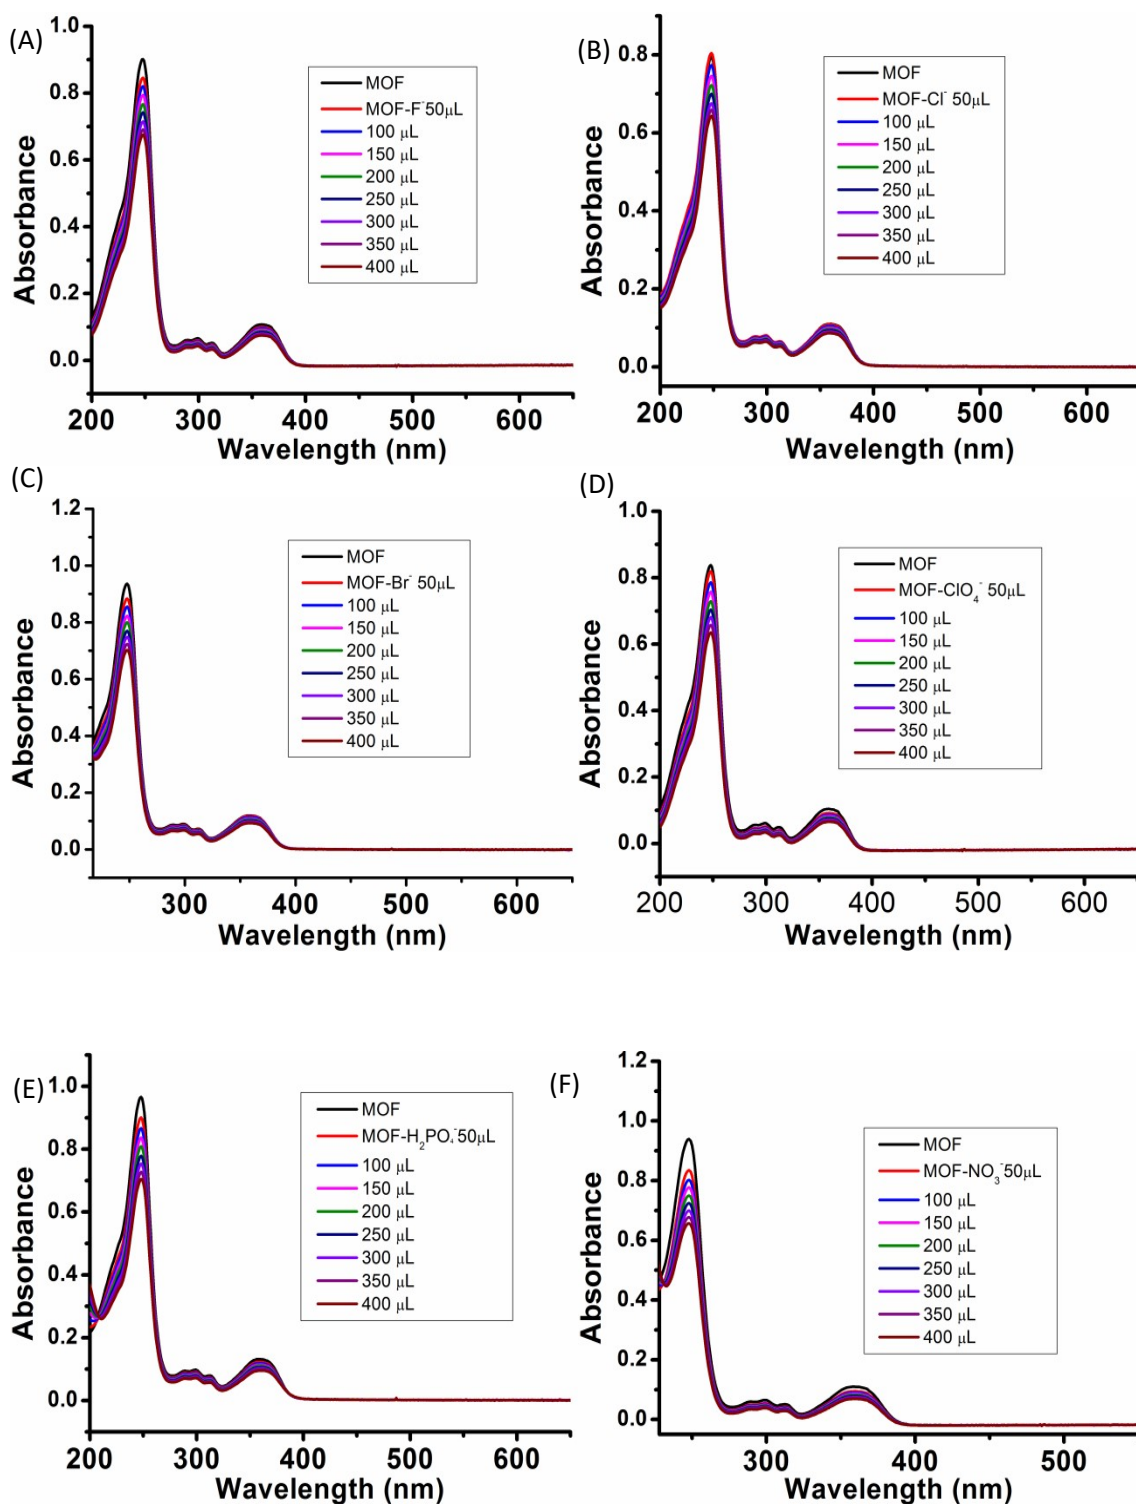 (A)
1.0
0.8
0.6
0.4
0.2
0.0
Absorbance
MOF
MOF-F⁻50μL
100 μL
150 μL
200 μL
250 μL
300 μL
350 μL
400 μL
200 300 400 500 600
Wavelength (nm)
(B)
0.8
0.6
0.4
0.2
0.0
Absorbance
MOF
MOF-Cl⁻ 50μL
100 μL
150 μL
200 μL
250 μL
300 μL
350 μL
400 μL
200 300 400 500 600
Wavelength (nm)
(C)
1.2
1.0
0.8
0.6
0.4
0.2
0.0
Absorbance
MOF
MOF-Br⁻ 50μL
100 μL
150 μL
200 μL
250 μL
300 μL
350 μL
400 μL
300 400 500 600
Wavelength (nm)
(D)
1.0
0.8
0.6
0.4
0.2
0.0
Absorbance
MOF
MOF-ClO₄⁻ 50μL
100 μL
150 μL
200 μL
250 μL
300 μL
350 μL
400 μL
200 300 400 500 600
Wavelength (nm)
(E)
1.0
0.8
0.6
0.4
0.2
0.0
Absorbance
MOF
MOF-H₂PO₄⁻50μL
100 μL
150 μL
200 μL
250 μL
300 μL
350 μL
400 μL
200 300 400 500 600
Wavelength (nm)
(F)
1.2
1.0
0.8
0.6
0.4
0.2
0.0
Absorbance
MOF
MOF-NO₃⁻50μL
100 μL
150 μL
200 μL
250 μL
300 μL
350 μL
400 μL
300 400 500
Wavelength (nm)